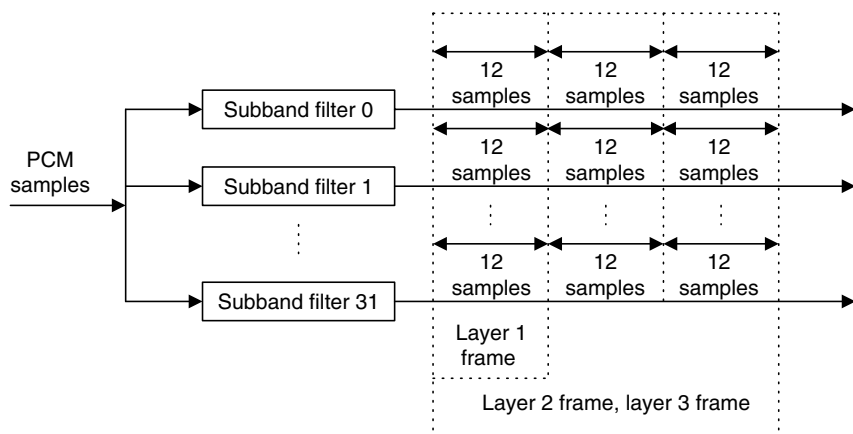 12 12 12
samples samples samples
Subband filter 0
12 12 12
samples samples samples
PCM
samples
Subband filter 1
12 12 12
samples samples samples
Subband filter 31
Layer 1
frame
Layer 2 frame, layer 3 frame